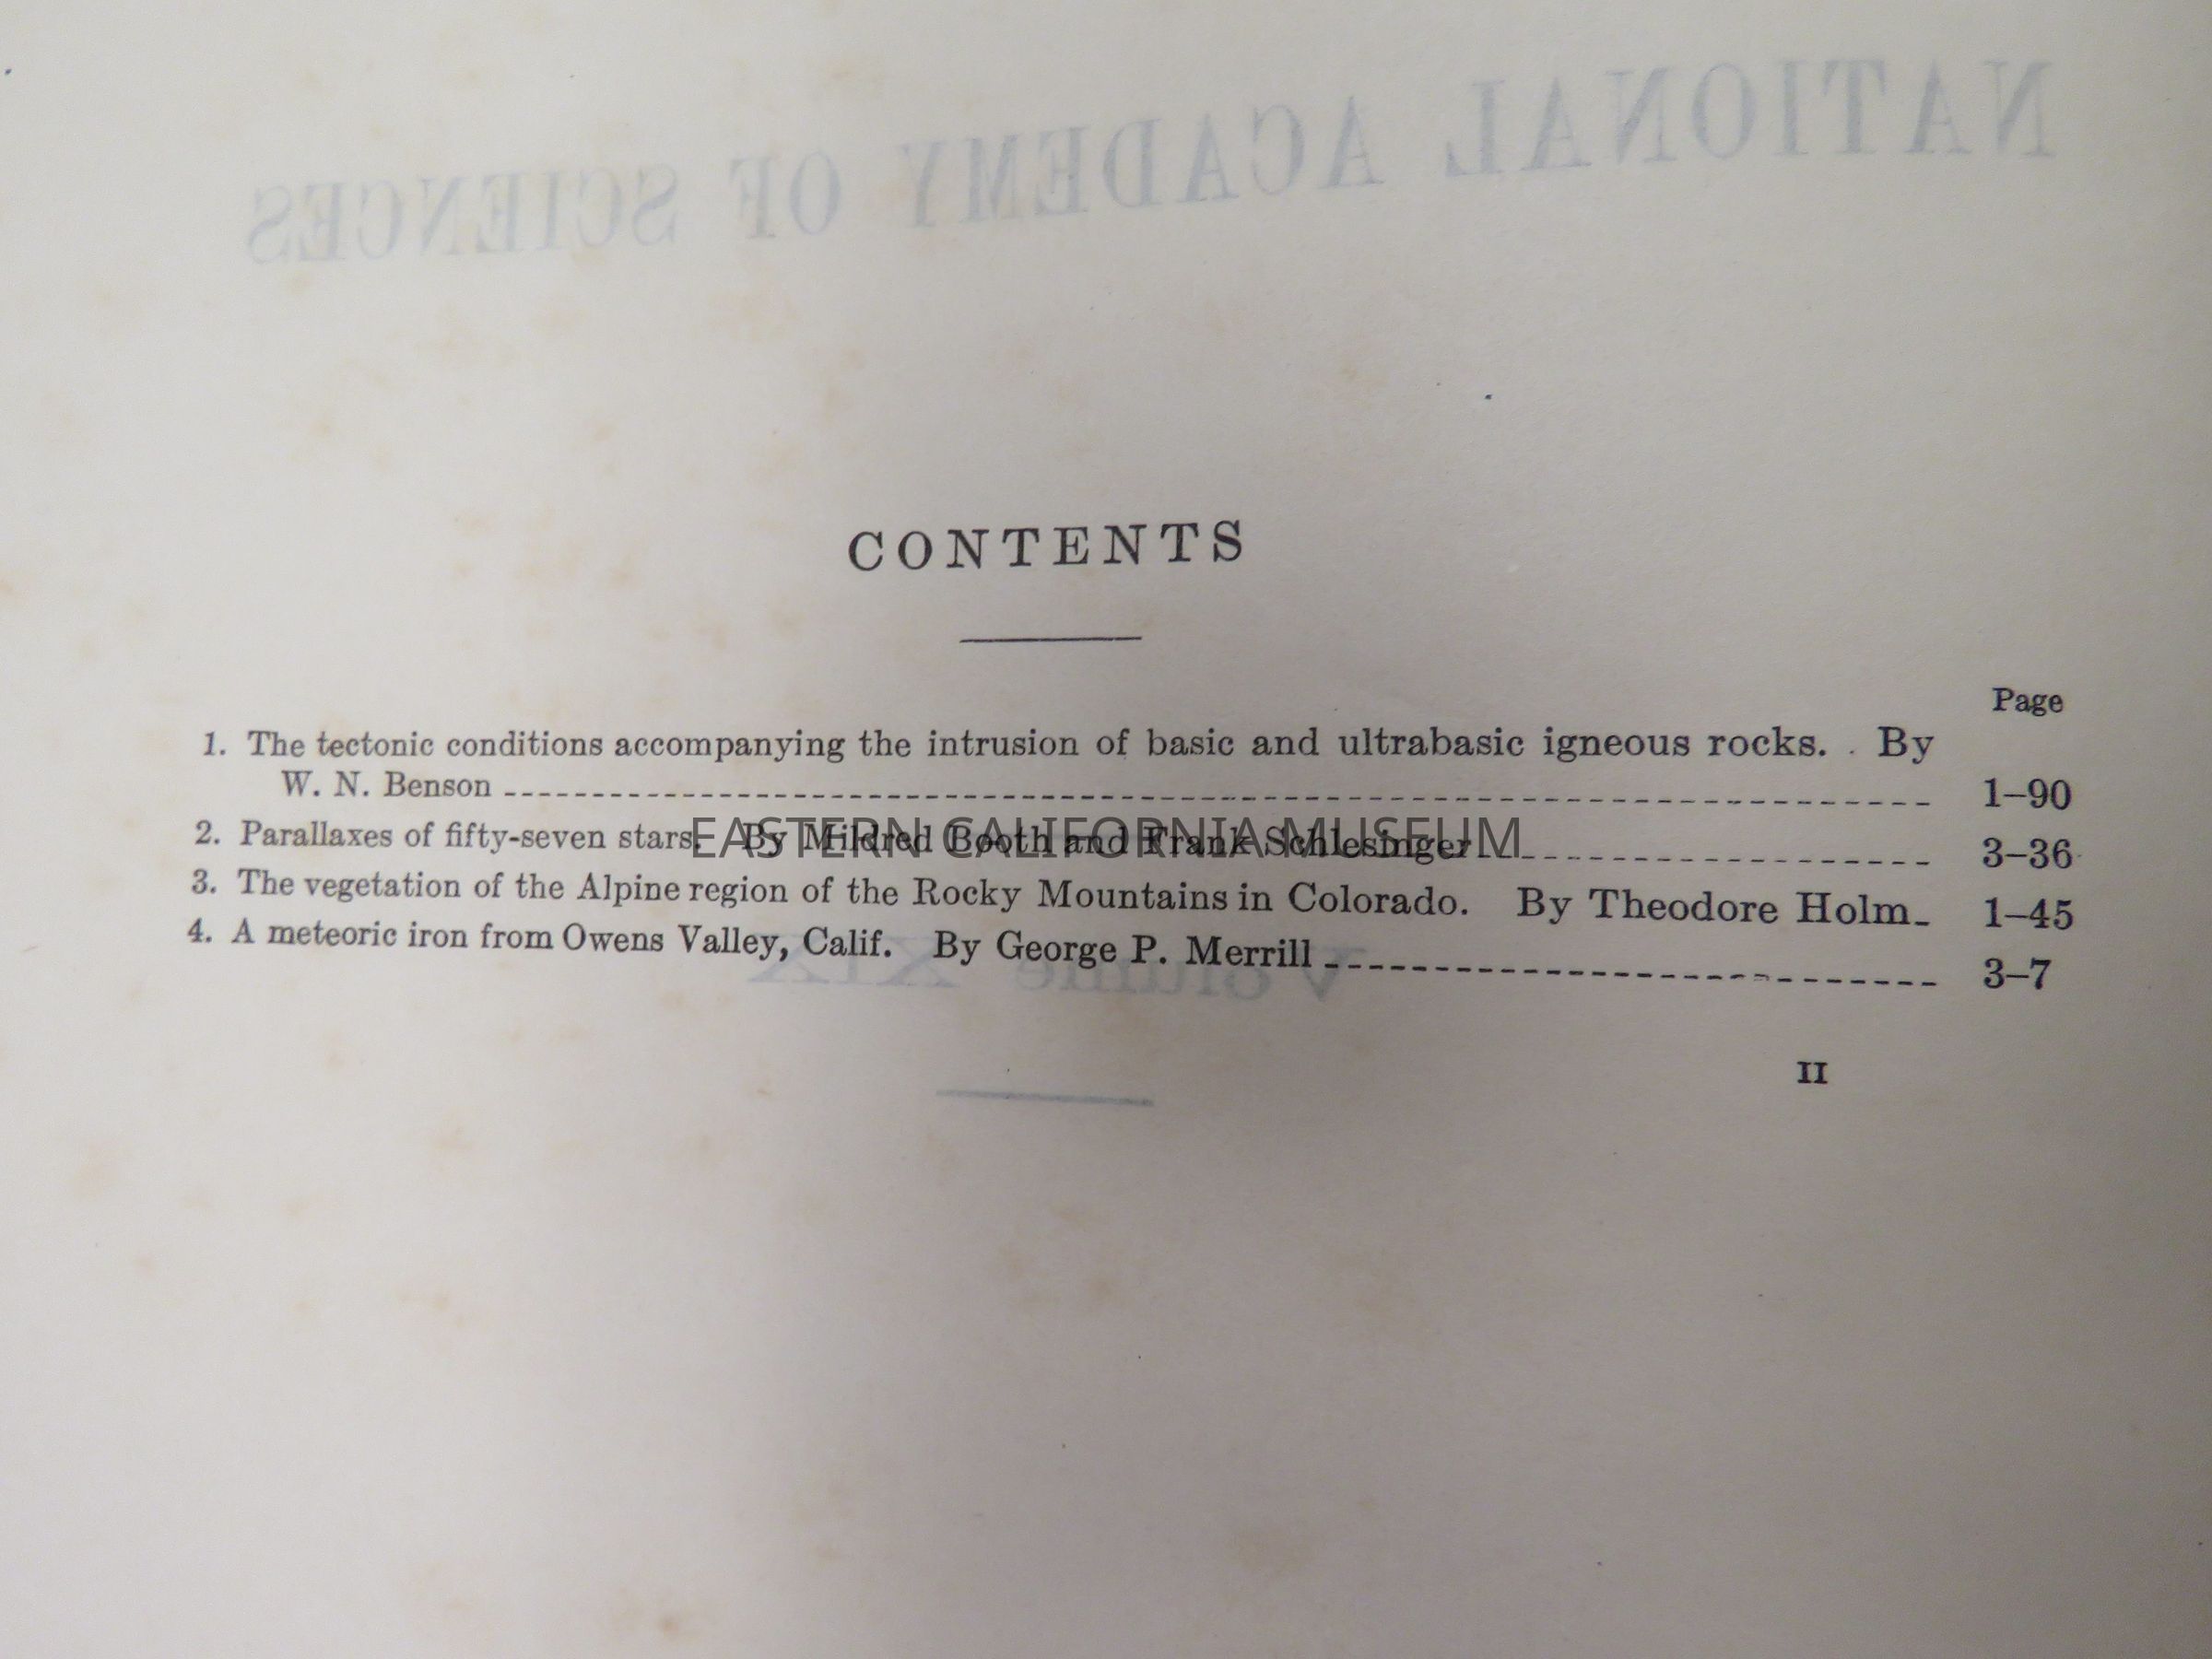 NATIONAL ACADEMY OF SCIENCES
CONTENTS
Page
1. The tectonic conditions accompanying the intrusion of basic and ultrabasic igneous rocks. By
W. N. Benson 1–90
2. Parallaxes of fifty-seven stars. By Mildred Booth and Frank Schlesinger 3–36
EASTERN CALIFORNIA MUSEUM
3. The vegetation of the Alpine region of the Rocky Mountains in Colorado. By Theodore Holm 1–45
4. A meteoric iron from Owens Valley, Calif. By George P. Merrill 3–7
Volume XIX
II